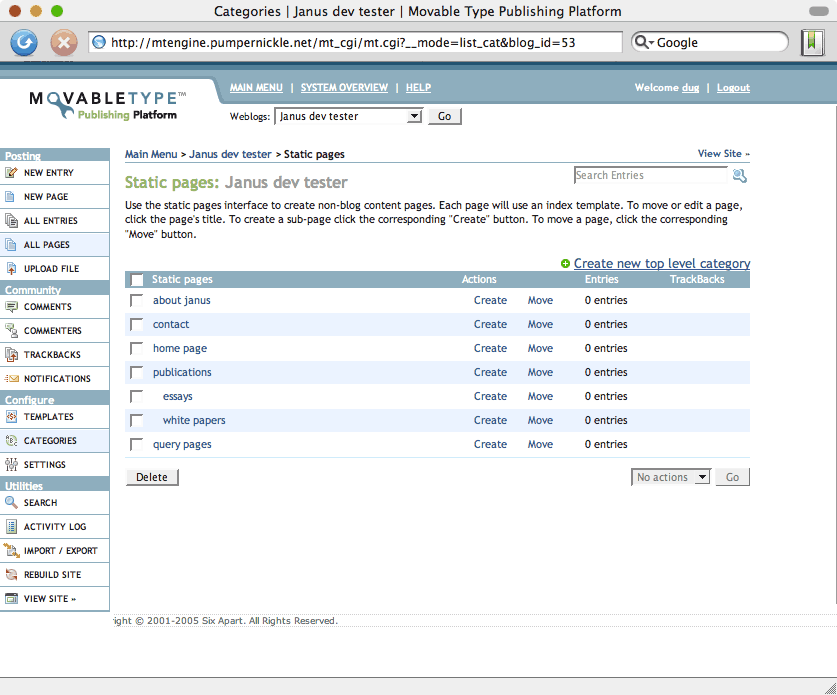 Categories | Janus dev tester | Movable Type Publishing Platform
http://mtengine.pumpernickle.net/mt_cgi/mt.cgi?__mode=list_cat&blog_id=53
Google
MOVABLETYPE™
Publishing Platform
MAIN MENU | SYSTEM OVERVIEW | HELP
Welcome dug | Logout
Weblogs: Janus dev tester Go
Posting
NEW ENTRY
NEW PAGE
ALL ENTRIES
ALL PAGES
UPLOAD FILE
Community
COMMENTS
COMMENTERS
TRACKBACKS
NOTIFICATIONS
Configure
TEMPLATES
CATEGORIES
SETTINGS
Utilities
SEARCH
ACTIVITY LOG
IMPORT / EXPORT
REBUILD SITE
VIEW SITE »
Main Menu > Janus dev tester > Static pages
View Site »
Static pages: Janus dev tester
Search Entries
Use the static pages interface to create non-blog content pages. Each page will use an index template. To move or edit a page,
click the page's title. To create a sub-page click the corresponding "Create" button. To move a page, click the corresponding
"Move" button.
Create new top level category
Static pages Actions Entries TrackBacks
about janus Create Move 0 entries
contact Create Move 0 entries
home page Create Move 0 entries
publications Create Move 0 entries
essays Create Move 0 entries
white papers Create Move 0 entries
query pages Create Move 0 entries
Delete
No actions Go
ight © 2001-2005 Six Apart. All Rights Reserved.